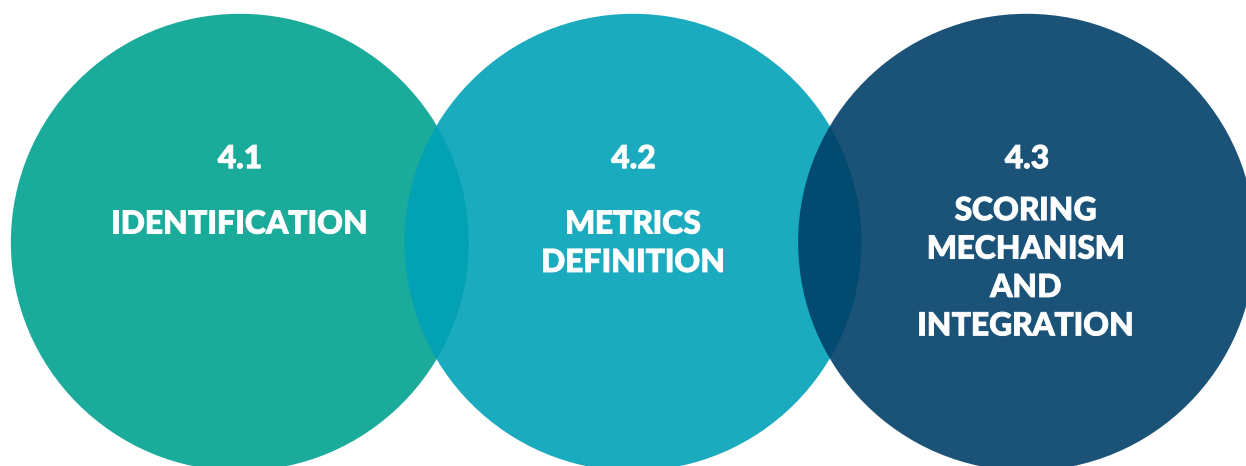 4.1
IDENTIFICATION
4.2
METRICS
DEFINITION
4.3
SCORING
MECHANISM
AND
INTEGRATION